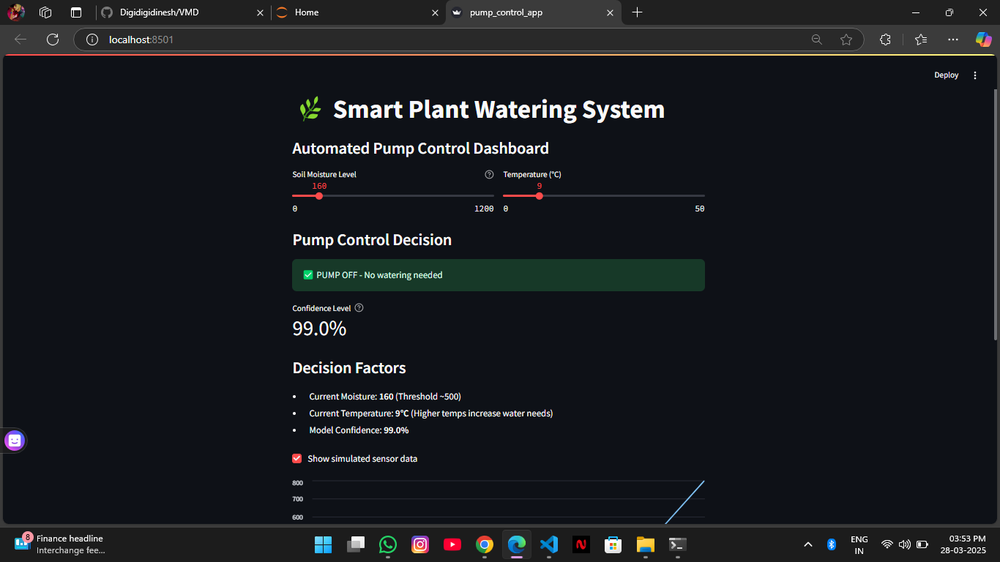 Digidigidinesh/VMD
Home
pump_control_app
localhost:8501
Deploy
🌿 Smart Plant Watering System
Automated Pump Control Dashboard
Soil Moisture Level
Temperature (°C)
160
9
0
1200
0
50
Pump Control Decision
✅ PUMP OFF - No watering needed
Confidence Level
99.0%
Decision Factors
• Current Moisture: 160 (Threshold ~500)
• Current Temperature: 9°C (Higher temps increase water needs)
• Model Confidence: 99.0%
Show simulated sensor data
800
700
600
8
Finance headline
Interchange fee...
ENG
IN
03:53 PM
28-03-2025